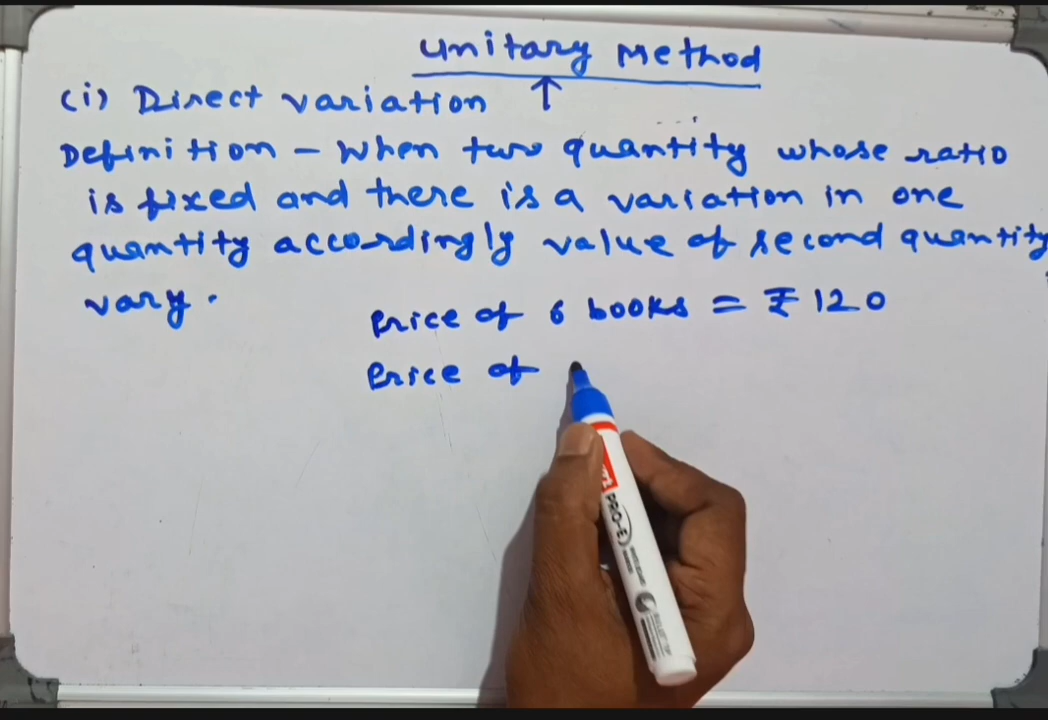 Unitary Method
(i) Direct variation
Definition - When two quantity whose ratio
is fixed and there is a variation in one
quantity accordingly value of second quantity
vary.
Price of 6 books = ₹ 120
Price of
PRO-E